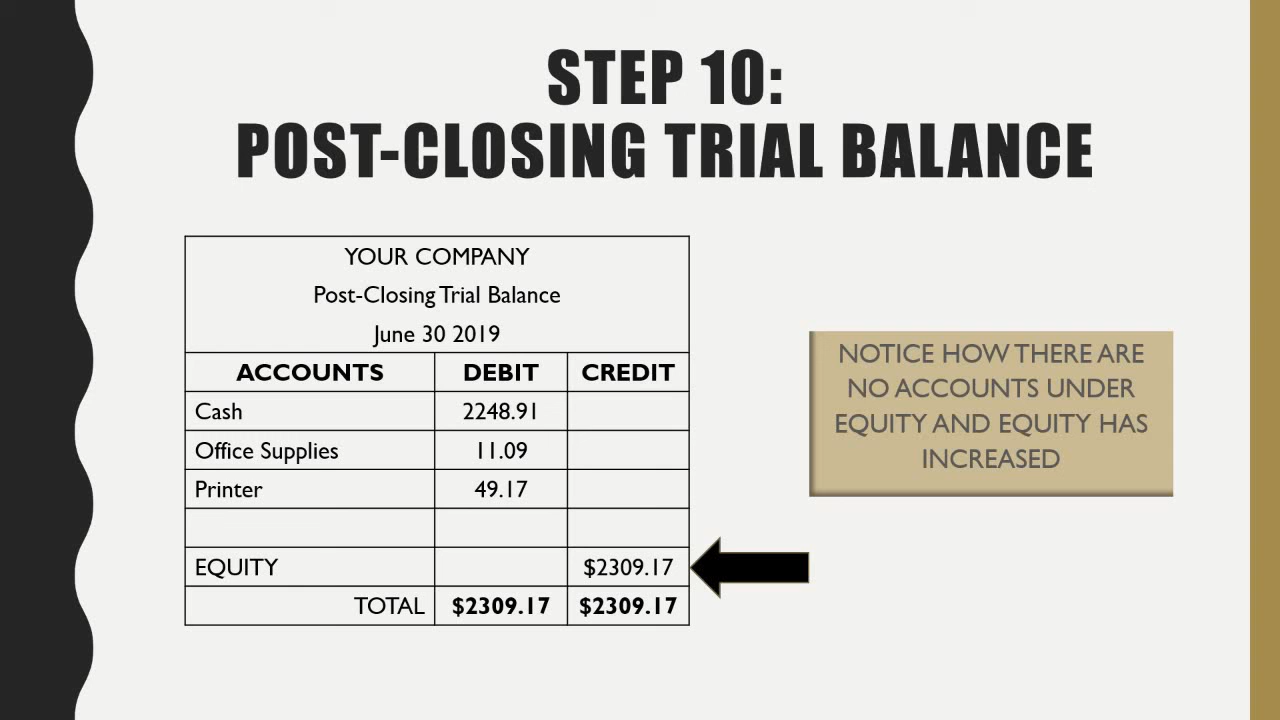 STEP 10:
POST-CLOSING TRIAL BALANCE
YOUR COMPANY
Post-Closing Trial Balance
June 30 2019
ACCOUNTS DEBIT CREDIT
Cash 2248.91
Office Supplies 11.09
Printer 49.17
EQUITY $2309.17
TOTAL $2309.17 $2309.17
NOTICE HOW THERE ARE
NO ACCOUNTS UNDER
EQUITY AND EQUITY HAS
INCREASED